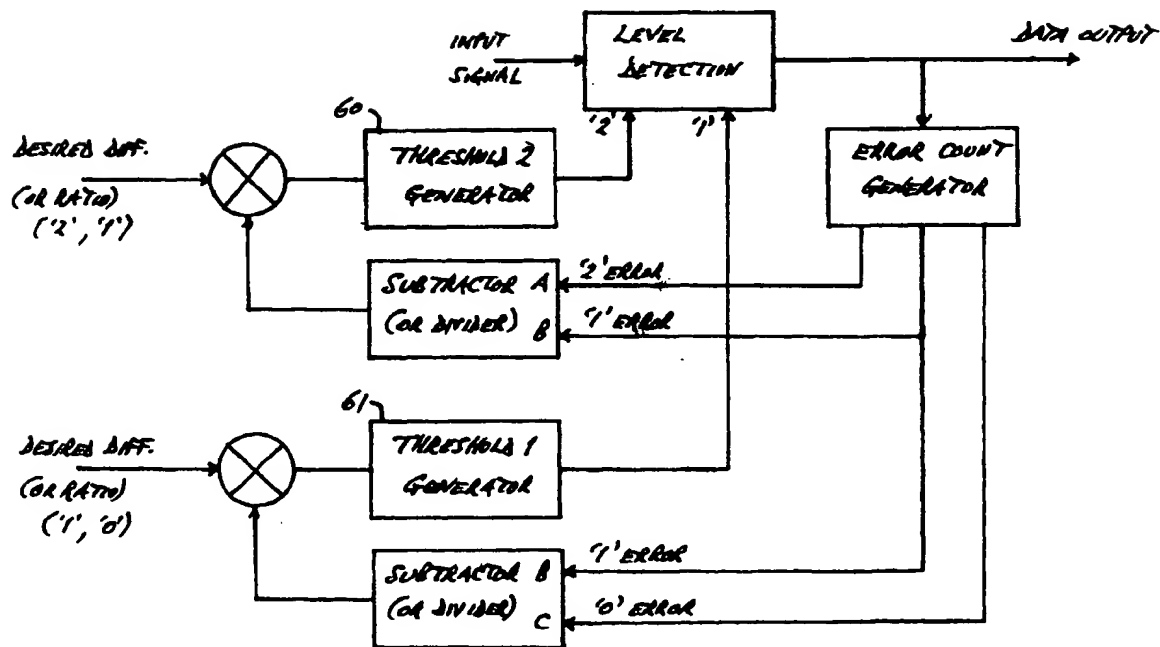 INPUT
SIGNAL
LEVEL
DETECTION
DATA OUTPUT
'2'
'1'
60
DESIRED DIFF.
(OR RATIO)
('2', '1')
THRESHOLD 2
GENERATOR
ERROR COUNT
GENERATOR
SUBTRACTOR A
(OR DIVIDER) B
'2' ERROR
'1' ERROR
61
DESIRED DIFF.
(OR RATIO)
('1', '0')
THRESHOLD 1
GENERATOR
SUBTRACTOR B
(OR DIVIDER) C
'1' ERROR
'0' ERROR